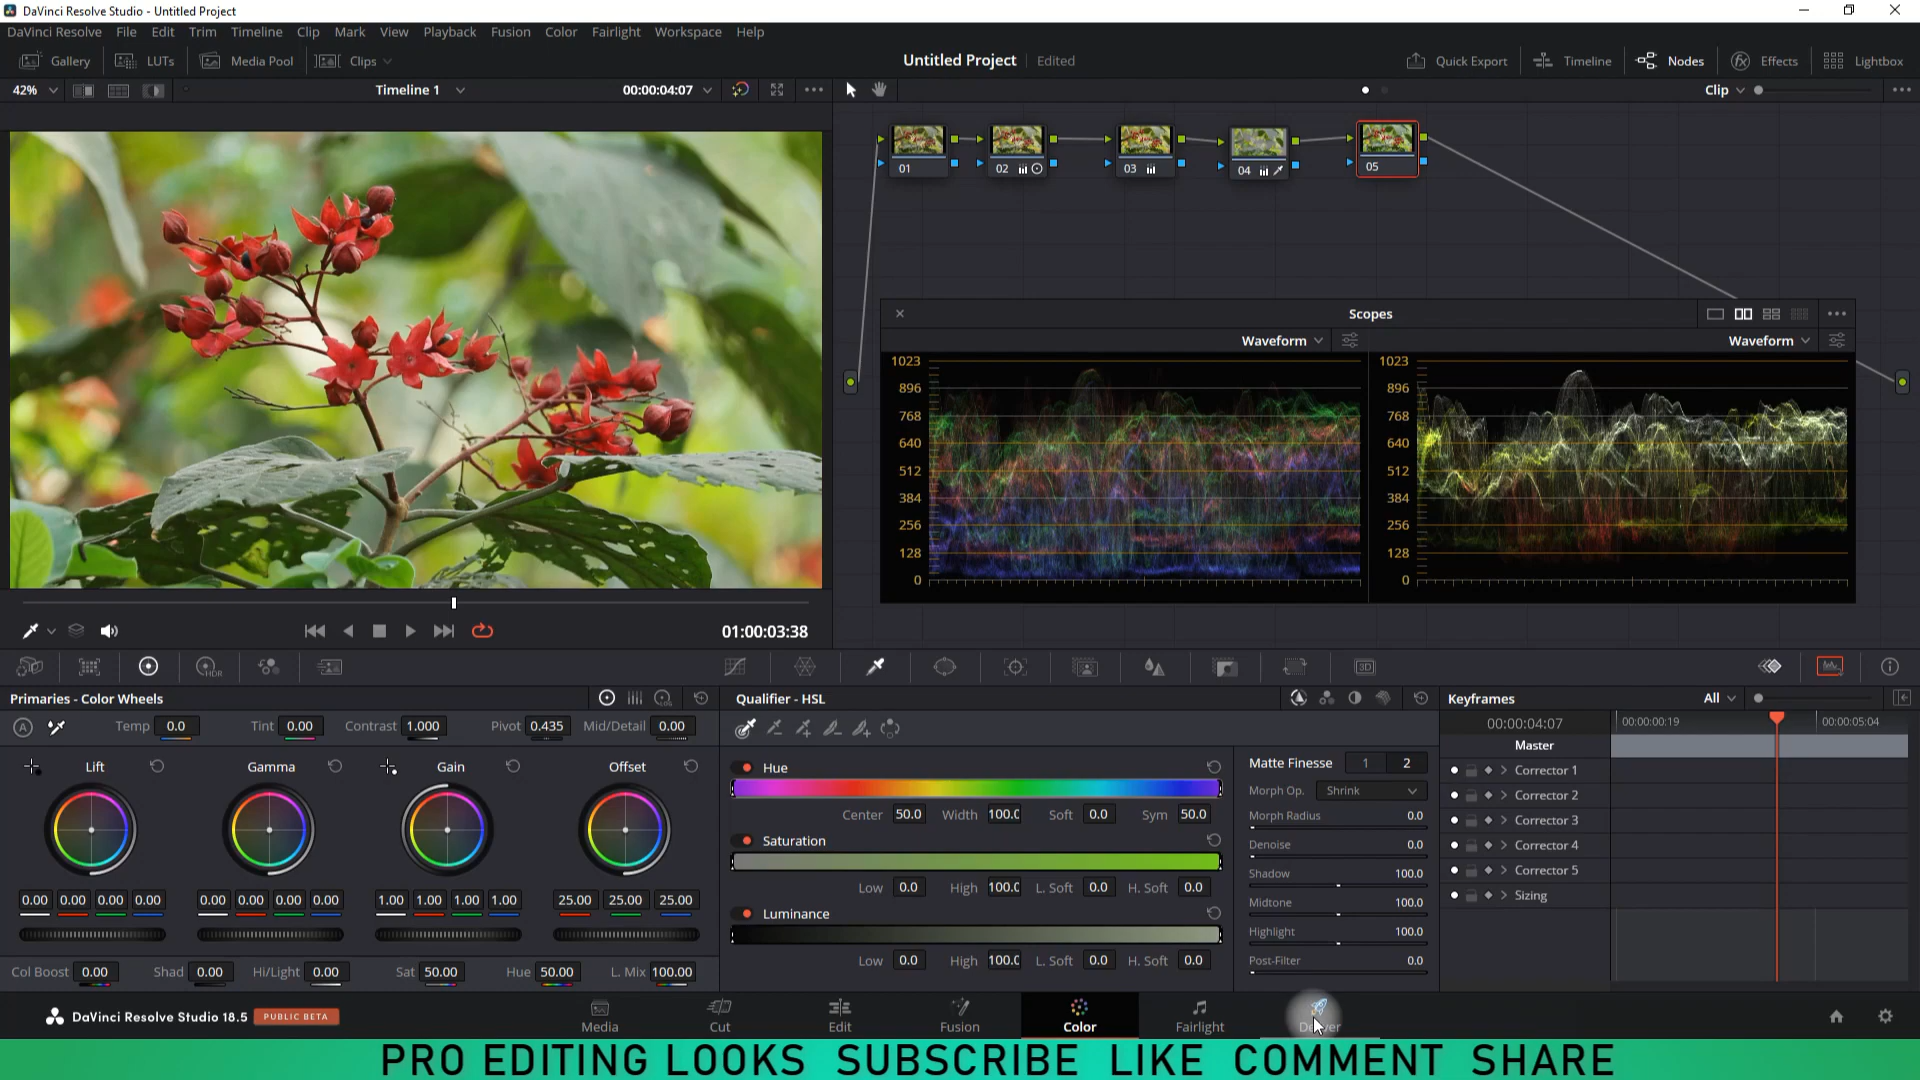 DaVinci Resolve Studio - Untitled Project
DaVinci Resolve File Edit Trim Timeline Clip Mark View Playback Fusion Color Fairlight Workspace Help
Gallery LUTs Media Pool Clips Untitled Project Edited Quick Export Timeline Nodes Effects Lightbox
42% Timeline 1 00:00:04:07 Clip
01 02 03 04 05
Scopes
Waveform Waveform
1023 1023
896 896
768 768
640 640
512 512
384 384
256 256
128 128
0 0
01:00:03:38
HDR 3D
Primaries - Color Wheels Qualifier - HSL Keyframes All
A Temp 0.0 Tint 0.00 Contrast 1.000 Pivot 0.435 Mid/Detail 0.00 00:00:04:07 00:00:00:19 00:00:05:04
Master
Lift Gamma Gain Offset Hue Matte Finesse 1 2 Corrector 1
Morph Op. Shrink Corrector 2
Center 50.0 Width 100.0 Soft 0.0 Sym 50.0 Morph Radius 0.0 Corrector 3
Saturation Denoise 0.0 Corrector 4
Shadow 100.0 Corrector 5
Low 0.0 High 100.0 L. Soft 0.0 H. Soft 0.0 Sizing
0.00 0.00 0.00 0.00 0.00 0.00 0.00 0.00 1.00 1.00 1.00 1.00 25.00 25.00 25.00 Midtone 100.0
Luminance Highlight 100.0
Low 0.0 High 100.0 L. Soft 0.0 H. Soft 0.0 Post-Filter 0.0
Col Boost 0.00 Shad 0.00 Hi/Light 0.00 Sat 50.00 Hue 50.00 L. Mix 100.00
DaVinci Resolve Studio 18.5 PUBLIC BETA Media Cut Edit Fusion Color Fairlight Deliver
PRO EDITING LOOKS SUBSCRIBE LIKE COMMENT SHARE